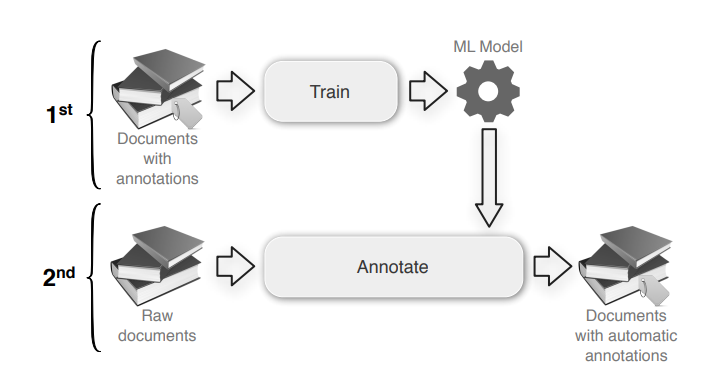 ML Model
1st
Train
Documents
with
annotations
2nd
Annotate
Raw
documents
Documents
with automatic
annotations